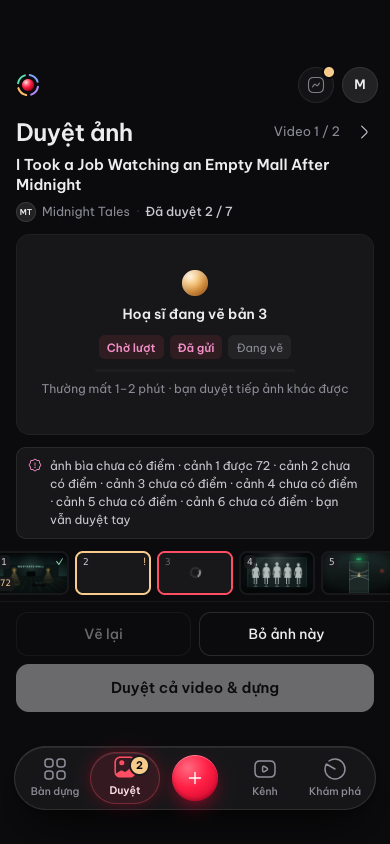 M
Duyệt ảnh
Video 1 / 2
I Took a Job Watching an Empty Mall After
Midnight
MT Midnight Tales · Đã duyệt 2 / 7
Hoạ sĩ đang vẽ bản 3
Chờ lượt Đã gửi Đang vẽ
Thường mất 1–2 phút · bạn duyệt tiếp ảnh khác được
ảnh bìa chưa có điểm · cảnh 1 được 72 · cảnh 2 chưa
có điểm · cảnh 3 chưa có điểm · cảnh 4 chưa có điểm
· cảnh 5 chưa có điểm · cảnh 6 chưa có điểm · bạn
vẫn duyệt tay
1 ✓ 2 ! 3 4 5
72
Vẽ lại Bỏ ảnh này
Duyệt cả video & dựng
2
Bàn dựng Duyệt + Kênh Khám phá